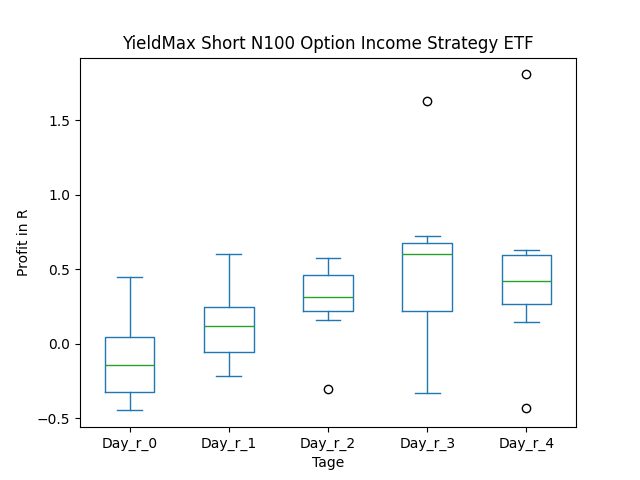 YieldMax Short N100 Option Income Strategy ETF
Profit in R
1.5
1.0
0.5
0.0
−0.5
Day_r_0 Day_r_1 Day_r_2 Day_r_3 Day_r_4
Tage